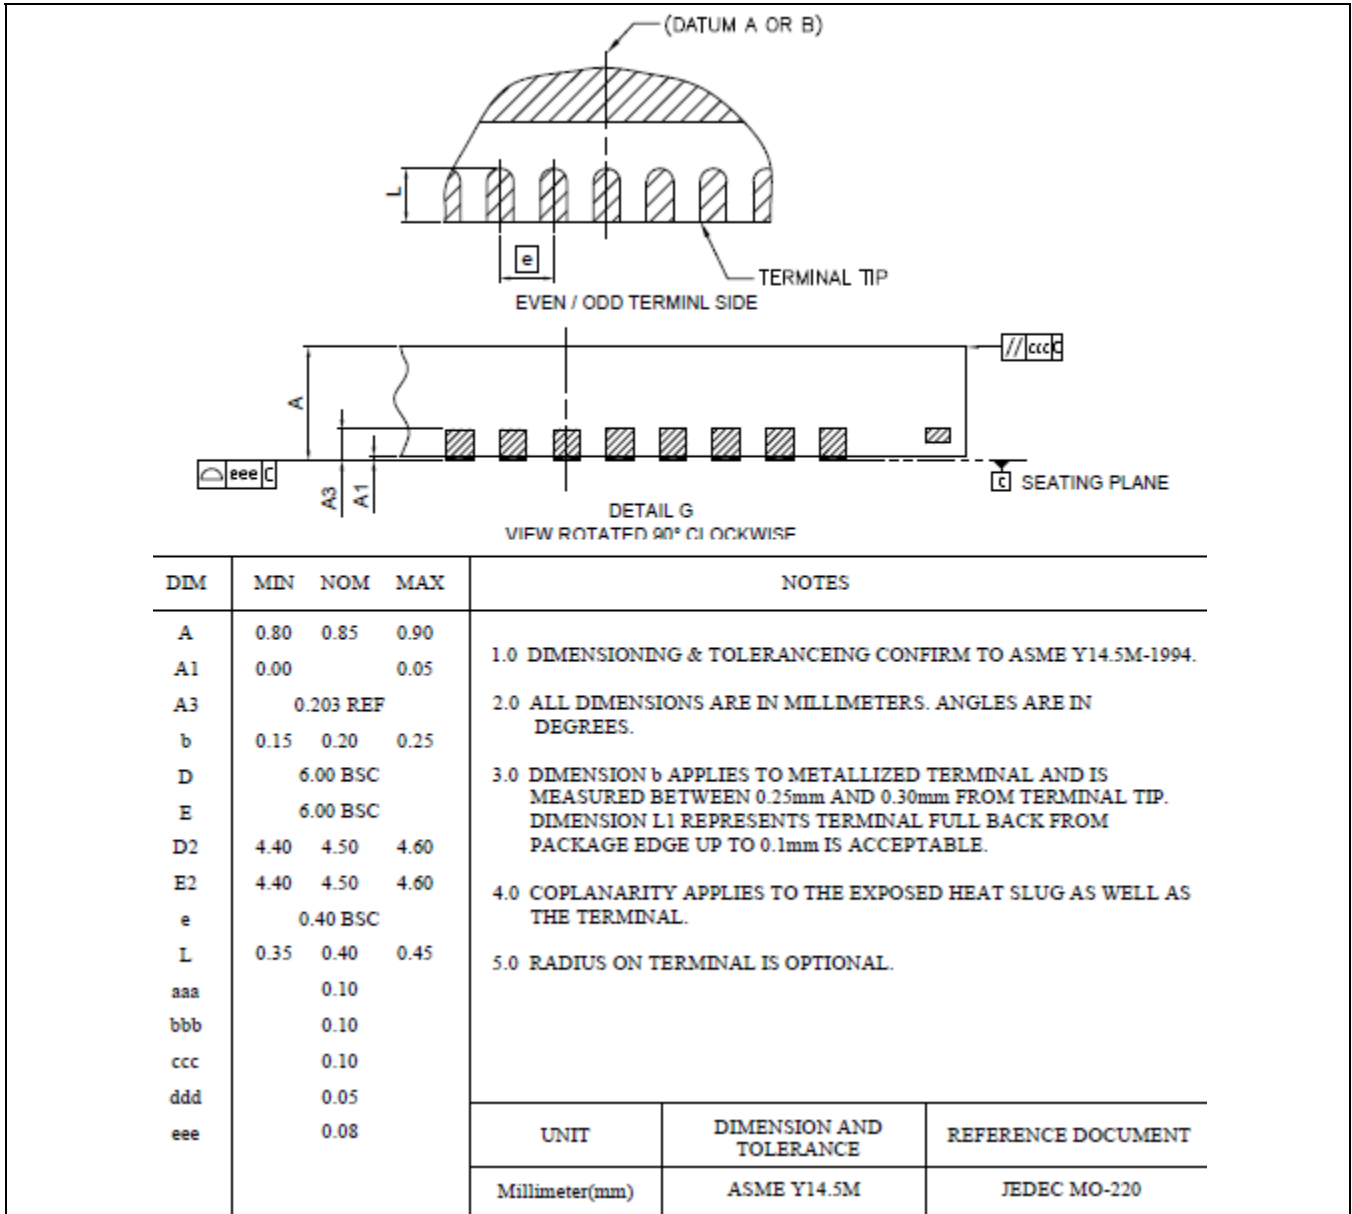 (DATUM A OR B)
L
e
TERMINAL TIP
EVEN / ODD TERMINL SIDE
// ccc C
A
eee C
A3
A1
C SEATING PLANE
DETAIL G
VIEW ROTATED 90° CLOCKWISE
DIM MIN NOM MAX NOTES
A 0.80 0.85 0.90
A1 0.00 0.05
A3 0.203 REF
b 0.15 0.20 0.25
D 6.00 BSC
E 6.00 BSC
D2 4.40 4.50 4.60
E2 4.40 4.50 4.60
e 0.40 BSC
L 0.35 0.40 0.45
aaa 0.10
bbb 0.10
ccc 0.10
ddd 0.05
eee 0.08
1.0 DIMENSIONING & TOLERANCEING CONFIRM TO ASME Y14.5M-1994.
2.0 ALL DIMENSIONS ARE IN MILLIMETERS. ANGLES ARE IN
DEGREES.
3.0 DIMENSION b APPLIES TO METALLIZED TERMINAL AND IS
MEASURED BETWEEN 0.25mm AND 0.30mm FROM TERMINAL TIP.
DIMENSION L1 REPRESENTS TERMINAL FULL BACK FROM
PACKAGE EDGE UP TO 0.1mm IS ACCEPTABLE.
4.0 COPLANARITY APPLIES TO THE EXPOSED HEAT SLUG AS WELL AS
THE TERMINAL.
5.0 RADIUS ON TERMINAL IS OPTIONAL.
UNIT
DIMENSION AND
TOLERANCE
REFERENCE DOCUMENT
Millimeter(mm)
ASME Y14.5M
JEDEC MO-220